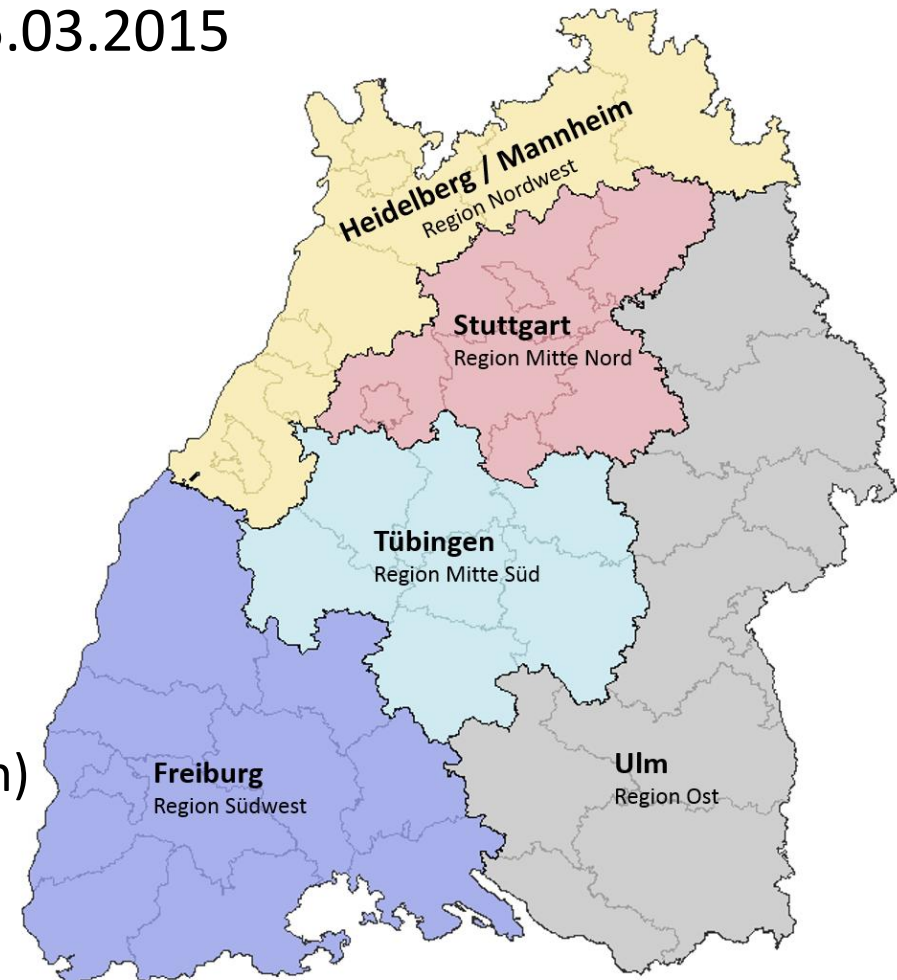 .03.2015
Heidelberg / Mannheim
Region Nordwest
Stuttgart
Region Mitte Nord
Tübingen
Region Mitte Süd
Freiburg
Region Südwest
Ulm
Region Ost